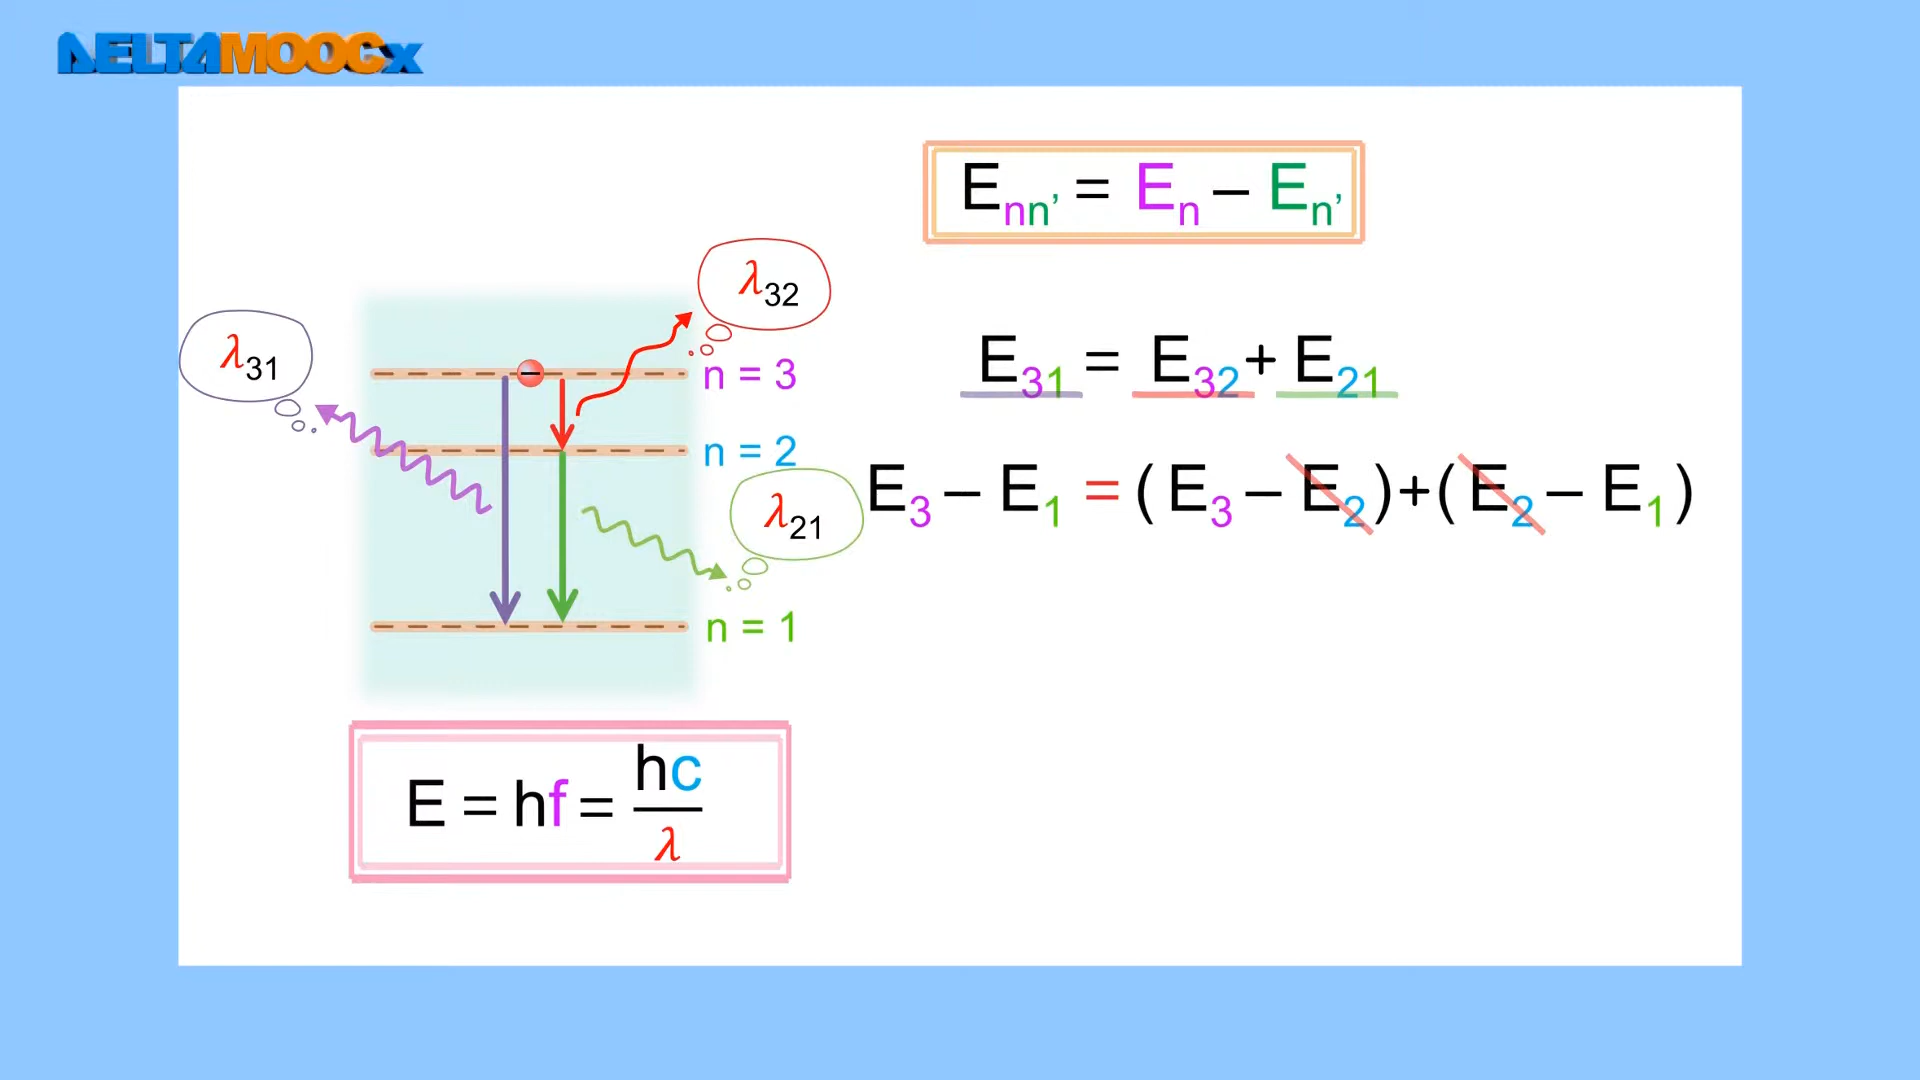 DELTAMOOCx
Eₙₙ’ = Eₙ – Eₙ’
λ₃₂
λ₃₁
n = 3
E₃₁ = E₃₂ + E₂₁
n = 2
E₃ – E₁ = ( E₃ – E₂ ) + ( E₂ – E₁ )
λ₂₁
n = 1
E = hf = hc/λ